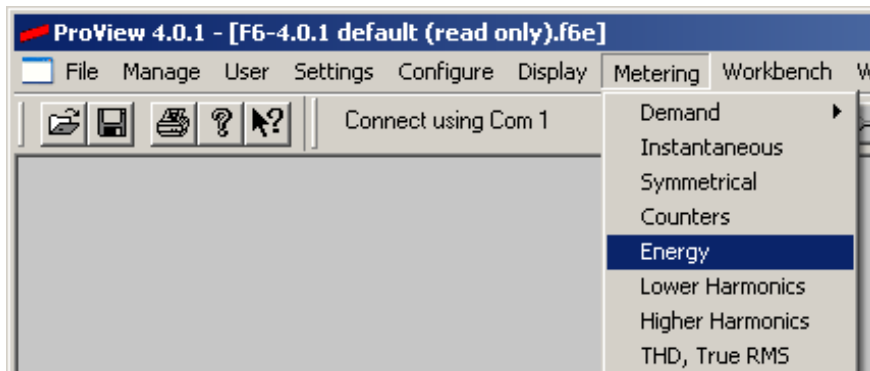 ProView 4.0.1 - [F6-4.0.1 default (read only).f6e]
File Manage User Settings Configure Display Metering Workbench W
Connect using Com 1
Demand
Instantaneous
Symmetrical
Counters
Energy
Lower Harmonics
Higher Harmonics
THD, True RMS